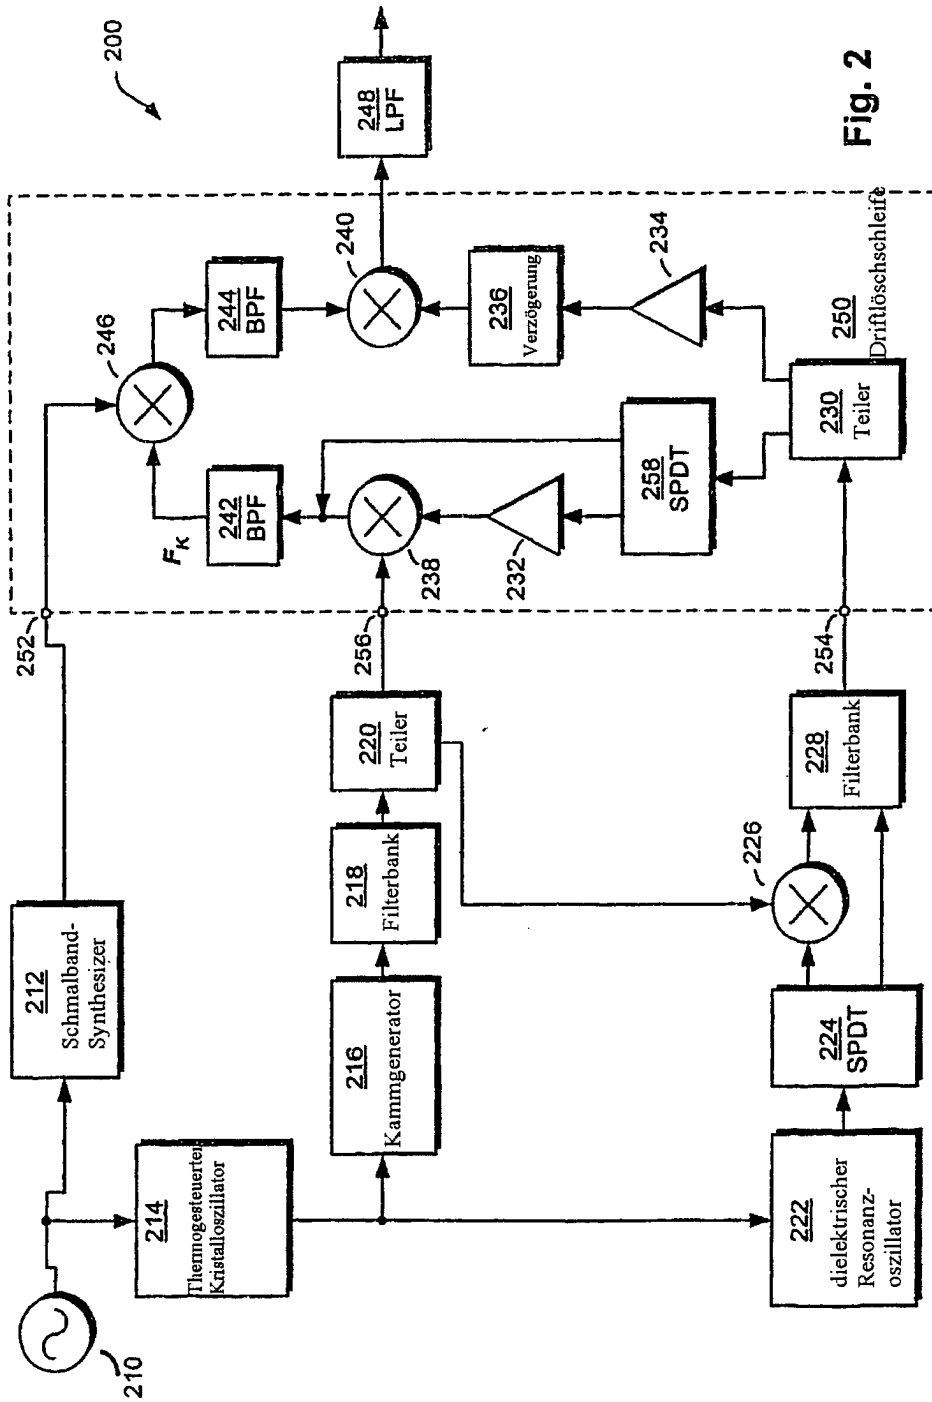 200
210
212
Schmalband-
Synthesizer
214
Thermogesteuerten
Kristalloszillator
216
Kammgenerator
218
Filterbank
220
Teiler
222
dielektrischer
Resonanz-
oszillator
224
SPDT
226
228
Filterbank
252
256
254
F_K
242
BPF
246
244
BPF
238
240
232
234
236
Verzögerung
258
SPDT
230
Teiler
250
Driftlöschschleife
248
LPF
Fig. 2